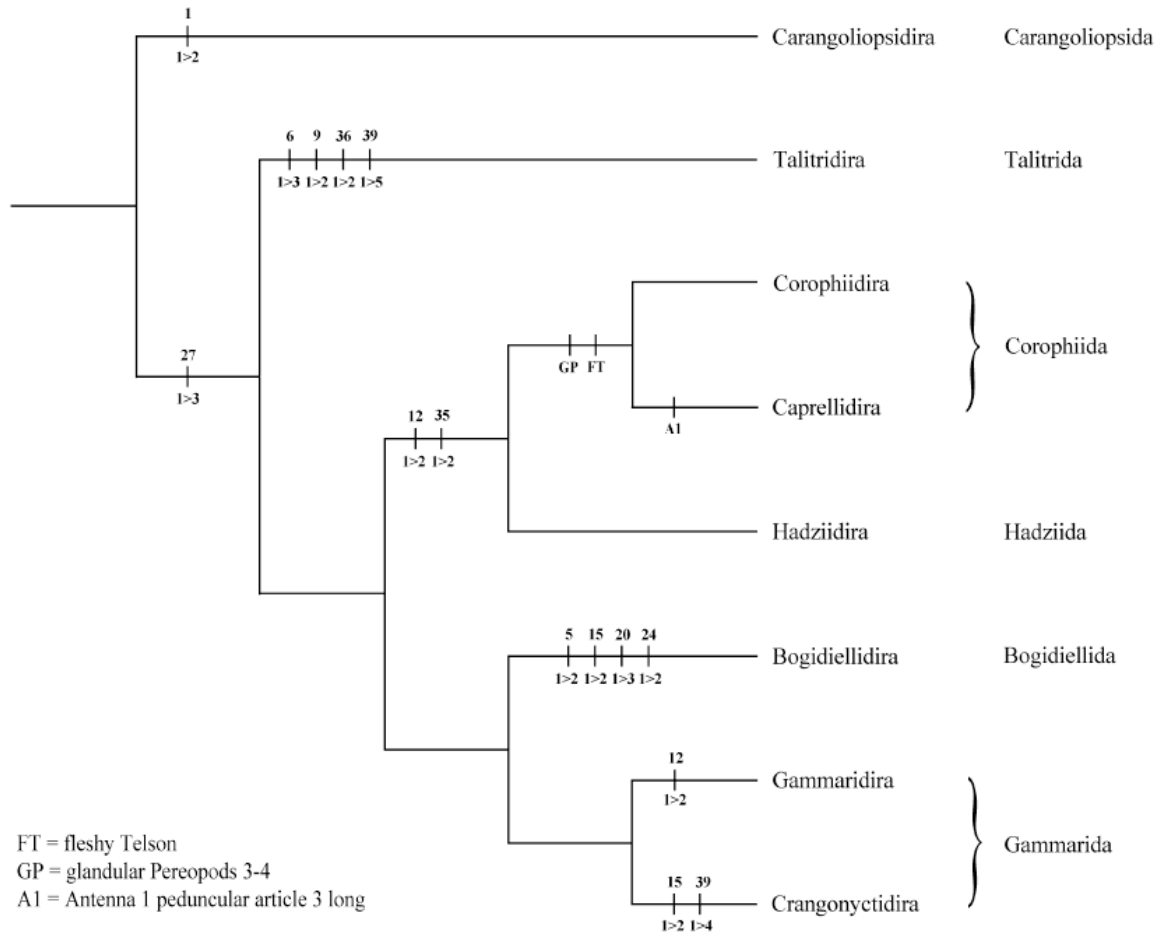 1
1>2
Carangoliopsidira Carangoliopsida
6 9 36 39
1>3 1>2 1>2 1>5
Talitridira Talitrida
Corophiidira
27
1>3
GP FT
Corophiida
12 35
1>2 1>2
Caprellidira
A1
Hadziidira Hadziida
5 15 20 24
1>2 1>2 1>3 1>2
Bogidiellidira Bogidiellida
12
1>2
Gammaridira
Gammarida
15 39
1>2 1>4
Crangonyctidira
FT = fleshy Telson
GP = glandular Pereopods 3-4
A1 = Antenna 1 peduncular article 3 long